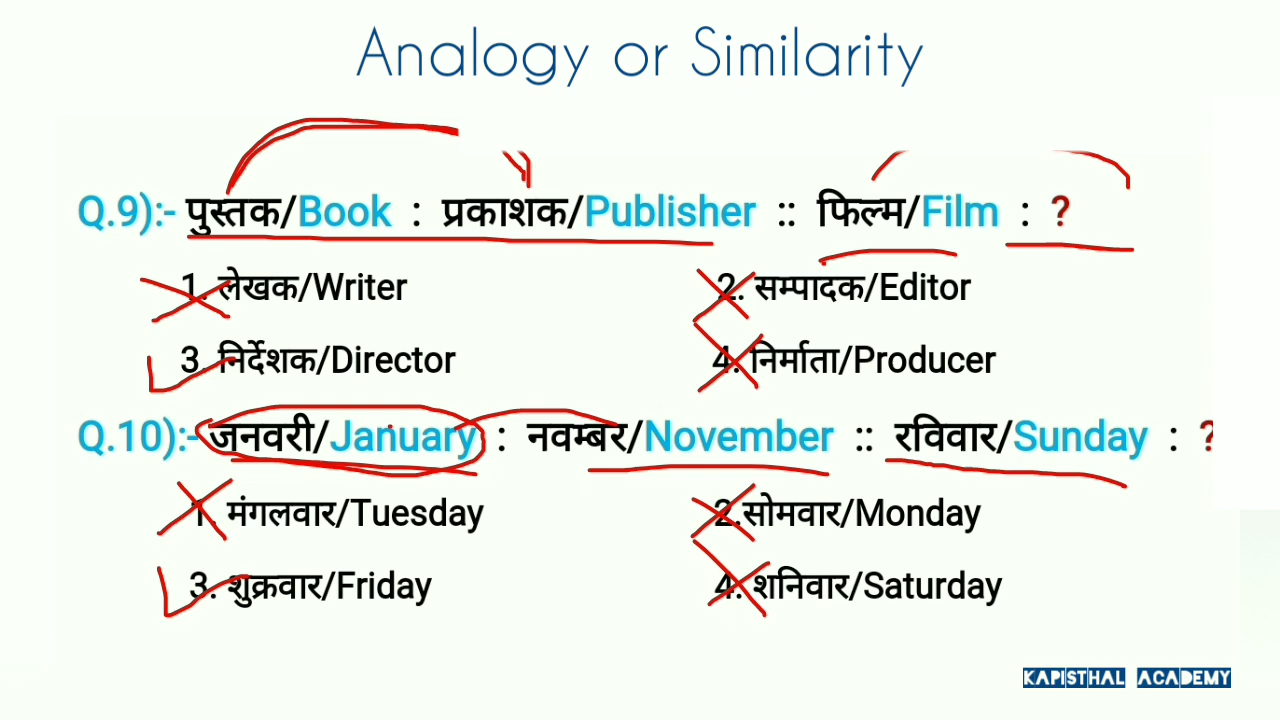 Analogy or Similarity
Q.9):- पुस्तक/Book : प्रकाशक/Publisher :: फिल्म/Film : ?
1. लेखक/Writer 2. सम्पादक/Editor
3. निर्देशक/Director 4. निर्माता/Producer
Q.10):- जनवरी/January : नवम्बर/November :: रविवार/Sunday : ?
1. मंगलवार/Tuesday 2.सोमवार/Monday
3. शुक्रवार/Friday 4. शनिवार/Saturday
KAPISTHAL ACADEMY